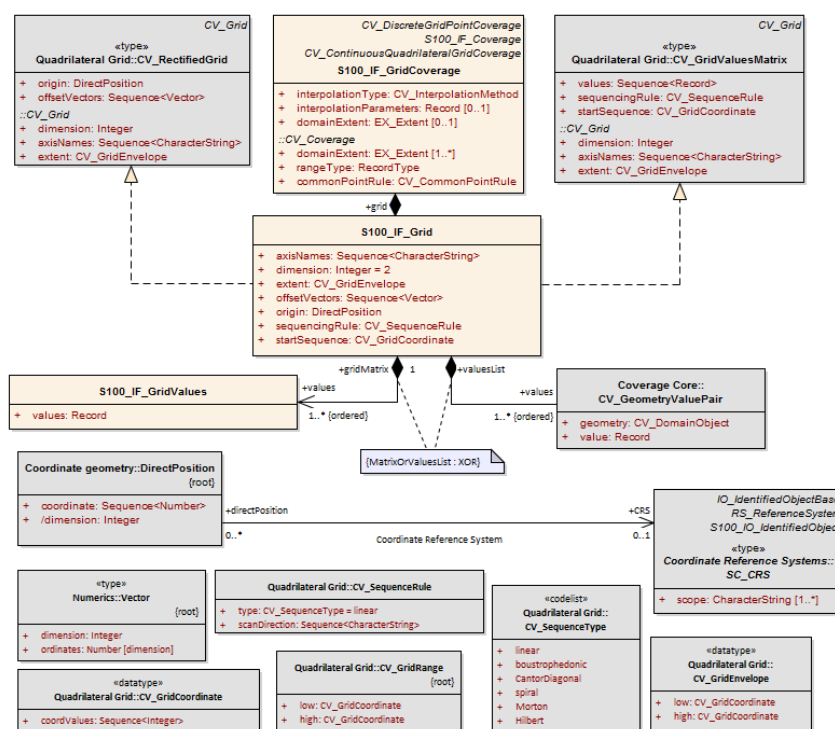 CV_Grid
«type»
Quadrilateral Grid::CV_RectifiedGrid
+ origin: DirectPosition
+ offsetVectors: Sequence<Vector>
::CV_Grid
+ dimension: Integer
+ axisNames: Sequence<CharacterString>
+ extent: CV_GridEnvelope
CV_DiscreteGridPointCoverage
S100_IF_Coverage
CV_ContinuousQuadrilateralGridCoverage
S100_IF_GridCoverage
+ interpolationType: CV_InterpolationMethod
+ interpolationParameters: Record [0..1]
+ domainExtent: EX_Extent [0..1]
::CV_Coverage
+ domainExtent: EX_Extent [1..*]
+ rangeType: RecordType
+ commonPointRule: CV_CommonPointRule
CV_Grid
«type»
Quadrilateral Grid::CV_GridValuesMatrix
+ values: Sequence<Record>
+ sequencingRule: CV_SequenceRule
+ startSequence: CV_GridCoordinate
::CV_Grid
+ dimension: Integer
+ axisNames: Sequence<CharacterString>
+ extent: CV_GridEnvelope
+grid
S100_IF_Grid
+ axisNames: Sequence<CharacterString>
+ dimension: Integer = 2
+ extent: CV_GridEnvelope
+ offsetVectors: Sequence<Vector>
+ origin: DirectPosition
+ sequencingRule: CV_SequenceRule
+ startSequence: CV_GridCoordinate
+gridMatrix 1 +valuesList
S100_IF_GridValues
+ values: Record
+values
1..* {ordered}
+values
1..* {ordered}
Coverage Core::
CV_GeometryValuePair
+ geometry: CV_DomainObject
+ value: Record
{MatrixOrValuesList : XOR}
Coordinate geometry::DirectPosition
{root}
+ coordinate: Sequence<Number>
+ /dimension: Integer
+directPosition
0..*
Coordinate Reference System
+CRS
0..1
IO_IdentifiedObjectBase
RS_ReferenceSystem
S100_IO_IdentifiedObject
«type»
Coordinate Reference Systems::
SC_CRS
+ scope: CharacterString [1..*]
«type»
Numerics::Vector
{root}
+ dimension: Integer
+ ordinates: Number [dimension]
Quadrilateral Grid::CV_SequenceRule
+ type: CV_SequenceType = linear
+ scanDirection: Sequence<CharacterString>
«codelist»
Quadrilateral Grid::
CV_SequenceType
+ linear
+ boustrophedonic
+ CantorDiagonal
+ spiral
+ Morton
+ Hilbert
«datatype»
Quadrilateral Grid::
CV_GridEnvelope
+ low: CV_GridCoordinate
+ high: CV_GridCoordinate
«datatype»
Quadrilateral Grid::CV_GridCoordinate
+ coordValues: Sequence<Integer>
Quadrilateral Grid::CV_GridRange
{root}
+ low: CV_GridCoordinate
+ high: CV_GridCoordinate